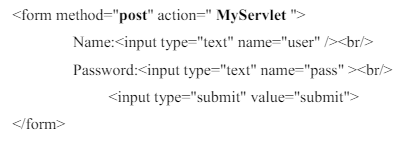 <form method="post" action=" MyServlet ">
Name:<input type="text" name="user" /><br/>
Password:<input type="text" name="pass" ><br/>
<input type="submit" value="submit">
</form>